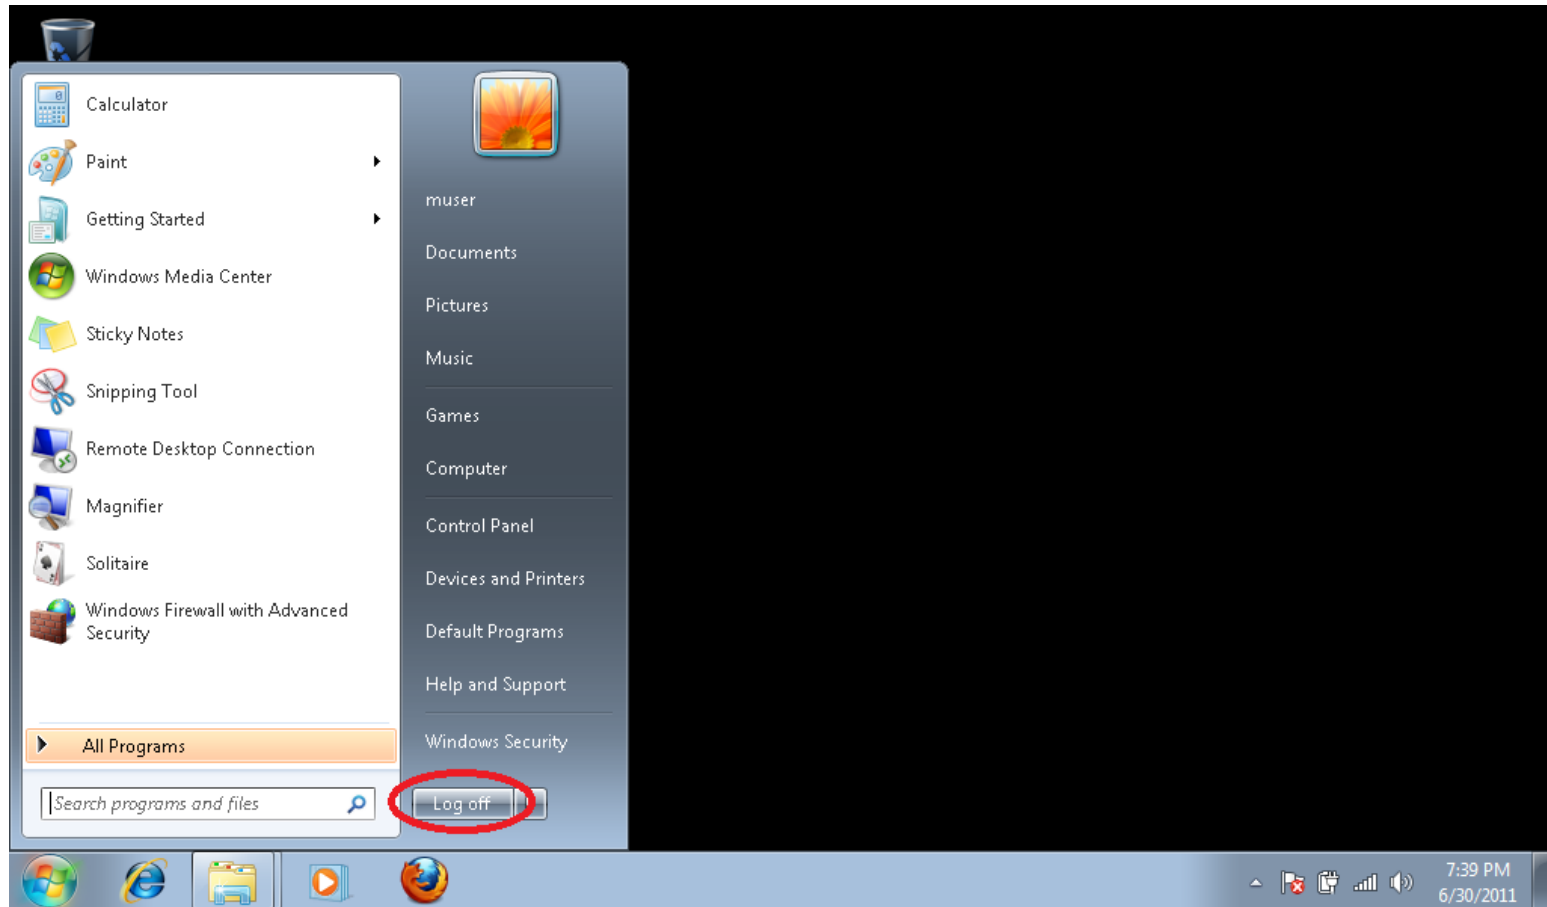 Calculator
Paint
Getting Started
Windows Media Center
Sticky Notes
Snipping Tool
Remote Desktop Connection
Magnifier
Solitaire
Windows Firewall with Advanced
Security
All Programs
Search programs and files
muser
Documents
Pictures
Music
Games
Computer
Control Panel
Devices and Printers
Default Programs
Help and Support
Windows Security
Log off
7:39 PM
6/30/2011